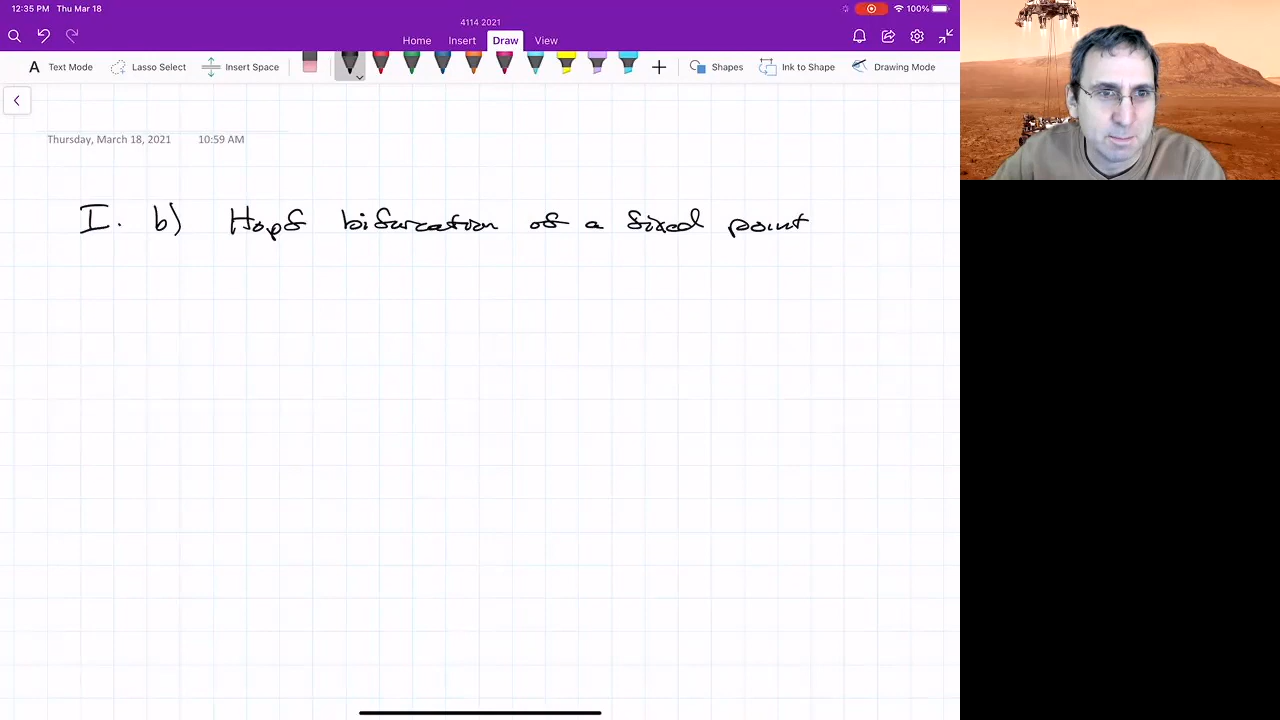 12:35 PM Thu Mar 18
100%
4114 2021
Home Insert Draw View
Text Mode Lasso Select Insert Space Shapes Ink to Shape Drawing Mode
Thursday, March 18, 2021 10:59 AM
I. b) Hopf bifurcation of a fixed point